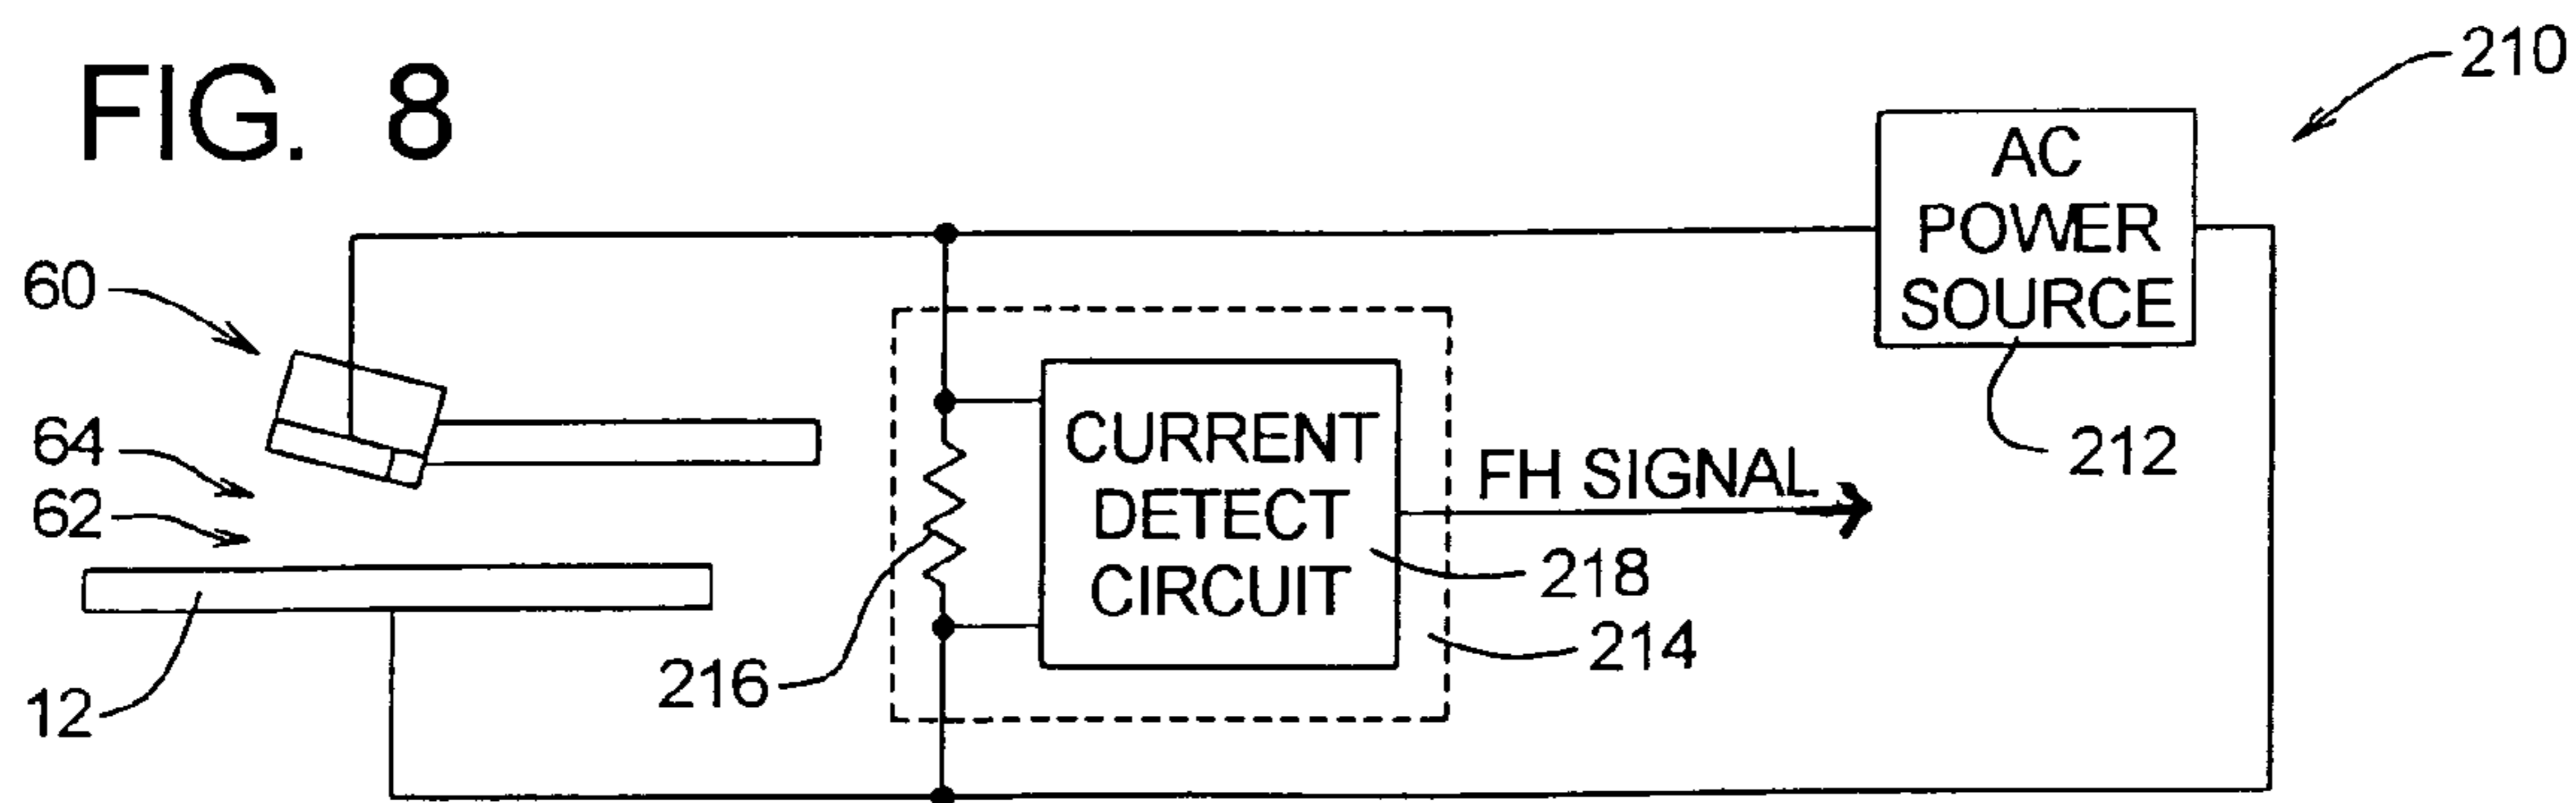 FIG. 8
210
AC
POWER
SOURCE
60
64
62
CURRENT
DETECT
CIRCUIT
FH SIGNAL
212
218
214
216
12